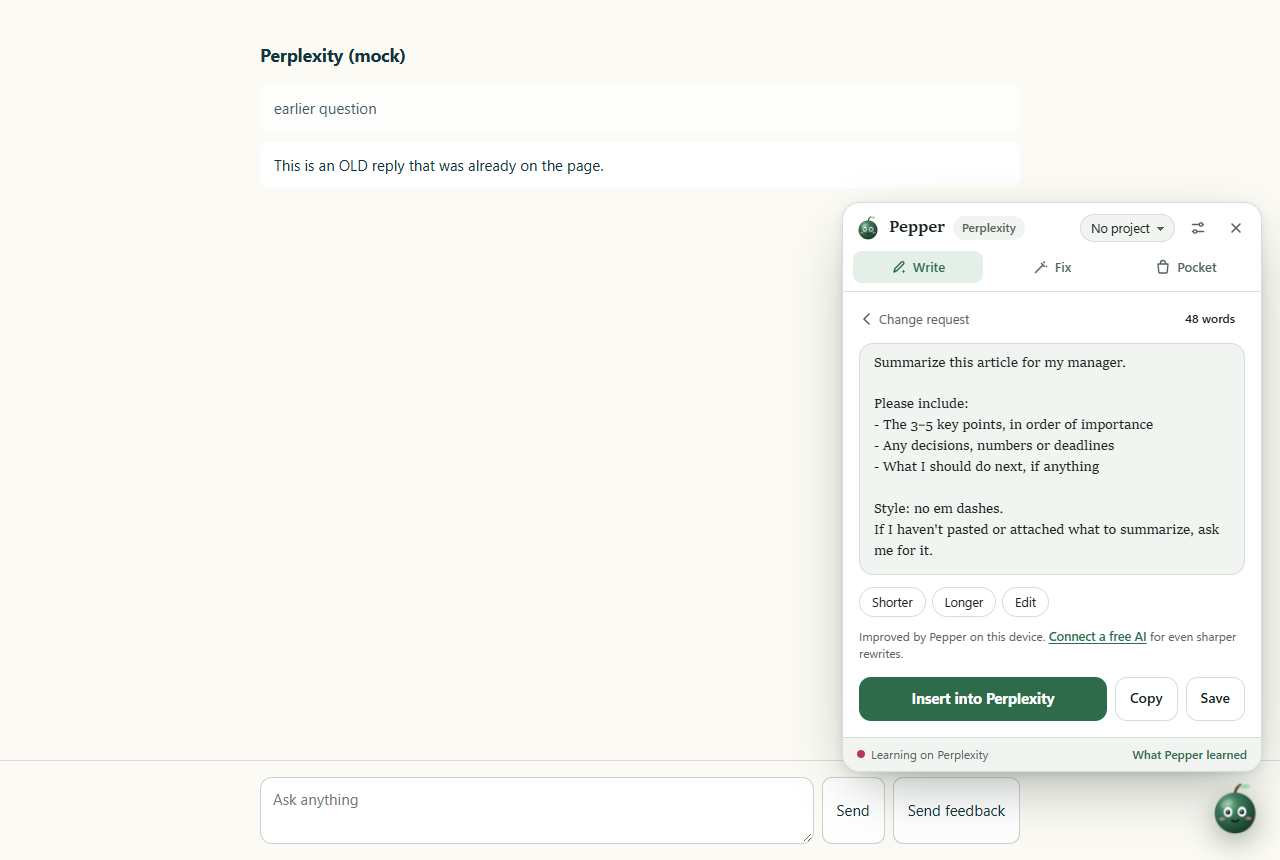 Perplexity (mock)
earlier question
This is an OLD reply that was already on the page.
Pepper
Perplexity
No project
Write
Fix
Pocket
Change request
48 words
Summarize this article for my manager.
Please include:
- The 3–5 key points, in order of importance
- Any decisions, numbers or deadlines
- What I should do next, if anything
Style: no em dashes.
If I haven't pasted or attached what to summarize, ask
me for it.
Shorter
Longer
Edit
Improved by Pepper on this device. Connect a free AI for even sharper
rewrites.
Insert into Perplexity
Copy
Save
Learning on Perplexity
What Pepper learned
Ask anything
Send
Send feedback